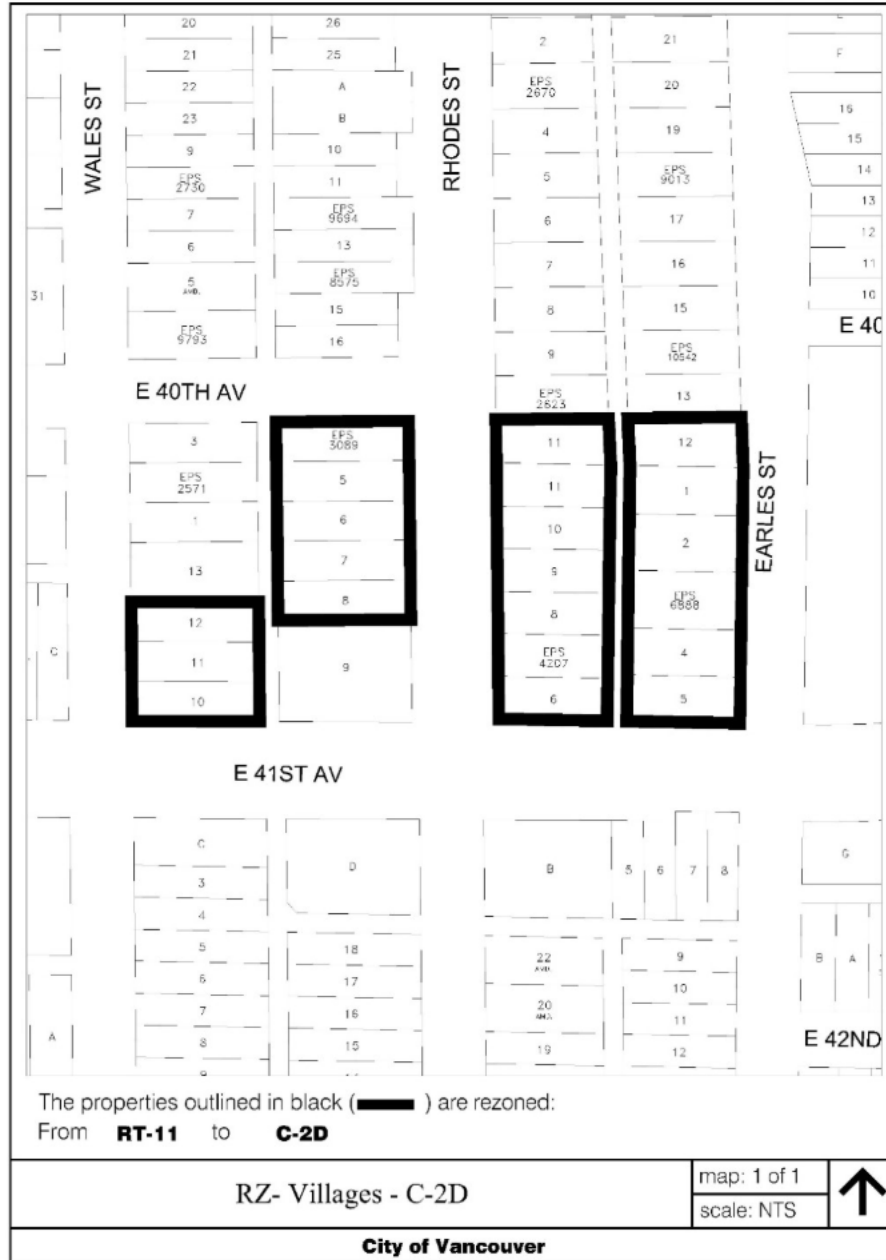 WALES ST
RHODES ST
EARLES ST
20
21
22
23
9
EPS
2730
7
6
5
AMD.
EPS
9793
26
25
A
B
10
11
EPS
9694
13
EPS
8575
15
16
2
EPS
2670
4
5
6
7
8
9
EPS
2623
21
20
19
EPS
9013
17
16
15
EPS
10542
13
F
16
15
14
13
12
11
10
31
E 40
E 40TH AV
3
EPS
2571
1
13
12
11
10
EPS
3089
5
6
7
8
9
11
11
10
9
8
EPS
4207
6
12
1
2
EPS
6888
4
5
C
E 41ST AV
C
3
4
5
6
7
8
9
D
18
17
16
15
B
5
6
7
8
22
AMD.
20
AMD.
19
9
10
11
12
G
B
A
A
E 42ND
The properties outlined in black ( ) are rezoned:
From RT-11 to C-2D
RZ- Villages - C-2D
map: 1 of 1
scale: NTS
City of Vancouver